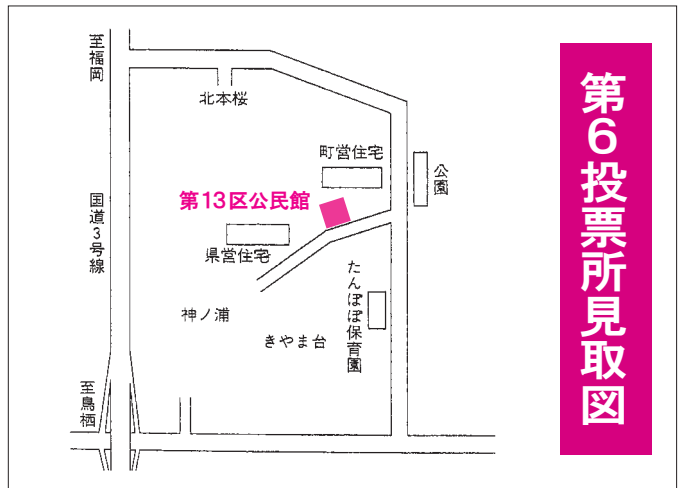 第6投票所見取図
至福岡
北本桜
町営住宅
公園
第13区公民館
国道3号線
県営住宅
たんぽぽ保育園
神ノ浦
きやま台
至鳥栖